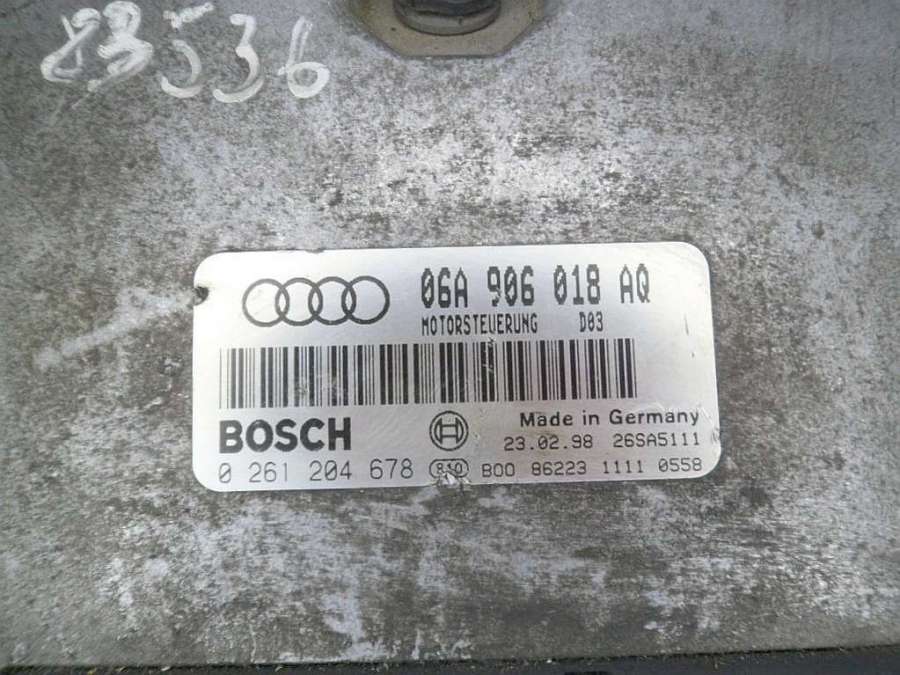 83536
06A 906 018 AQ
MOTORSTEUERUNG D03
BOSCH
Made in Germany
23.02.98 26SA5111
0 261 204 678 B00 86223 1111 0558